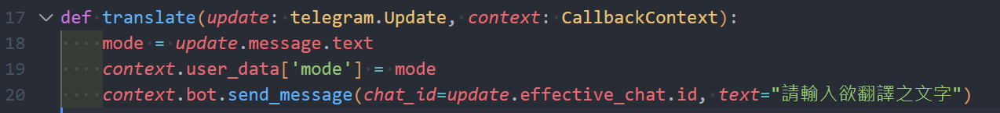 17 def translate(update: telegram.Update, context: CallbackContext):
18     mode = update.message.text
19     context.user_data['mode'] = mode
20     context.bot.send_message(chat_id=update.effective_chat.id, text="請輸入欲翻譯之文字")